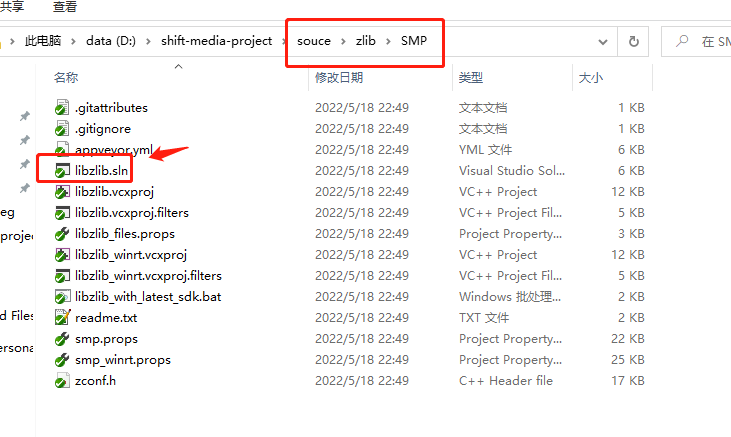 共享 查看
此电脑 data (D:) shift-media-project souce zlib SMP 在 SM
名称 修改日期 类型 大小
.gitattributes 2022/5/18 22:49 文本文档 1 KB
.gitignore 2022/5/18 22:49 文本文档 1 KB
appveyor.yml 2022/5/18 22:49 YML 文件 6 KB
libzlib.sln 2022/5/18 22:49 Visual Studio Sol... 6 KB
libzlib.vcxproj 2022/5/18 22:49 VC++ Project 12 KB
eg libzlib.vcxproj.filters 2022/5/18 22:49 VC++ Project Fil... 5 KB
proje libzlib_files.props 2022/5/18 22:49 Project Property... 3 KB
libzlib_winrt.vcxproj 2022/5/18 22:49 VC++ Project 12 KB
libzlib_winrt.vcxproj.filters 2022/5/18 22:49 VC++ Project Fil... 5 KB
libzlib_with_latest_sdk.bat 2022/5/18 22:49 Windows 批处理... 2 KB
d Files readme.txt 2022/5/18 22:49 TXT 文件 2 KB
smp.props 2022/5/18 22:49 Project Property... 22 KB
ersona smp_winrt.props 2022/5/18 22:49 Project Property... 25 KB
zconf.h 2022/5/18 22:49 C++ Header file 17 KB